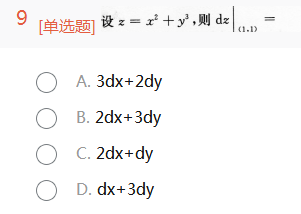 9 [单选题] 设 z = x² + y³ ,则 dz|₍₁.₁₎ =
A. 3dx+2dy
B. 2dx+3dy
C. 2dx+dy
D. dx+3dy